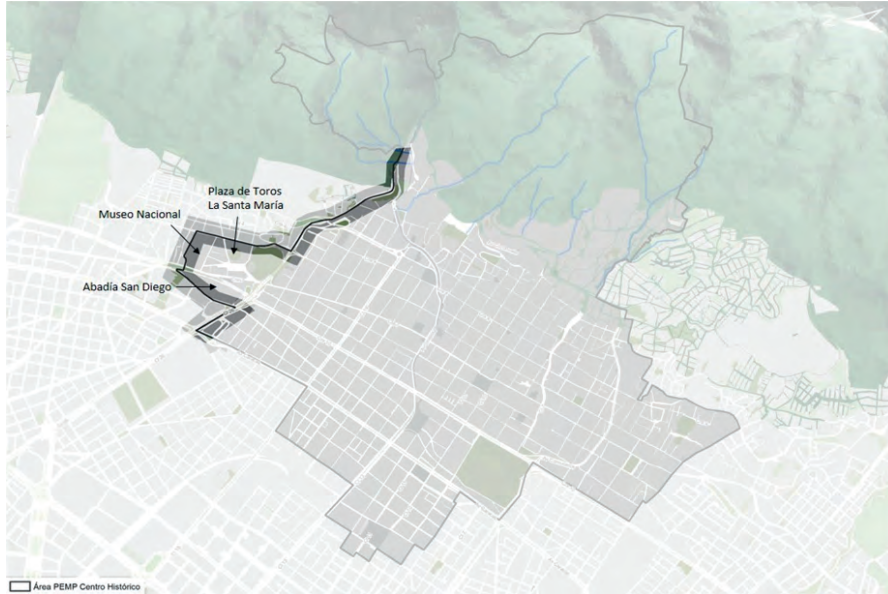 Plaza de Toros
La Santa María
Museo Nacional
Abadía San Diego
Área PEMP Centro Histórico